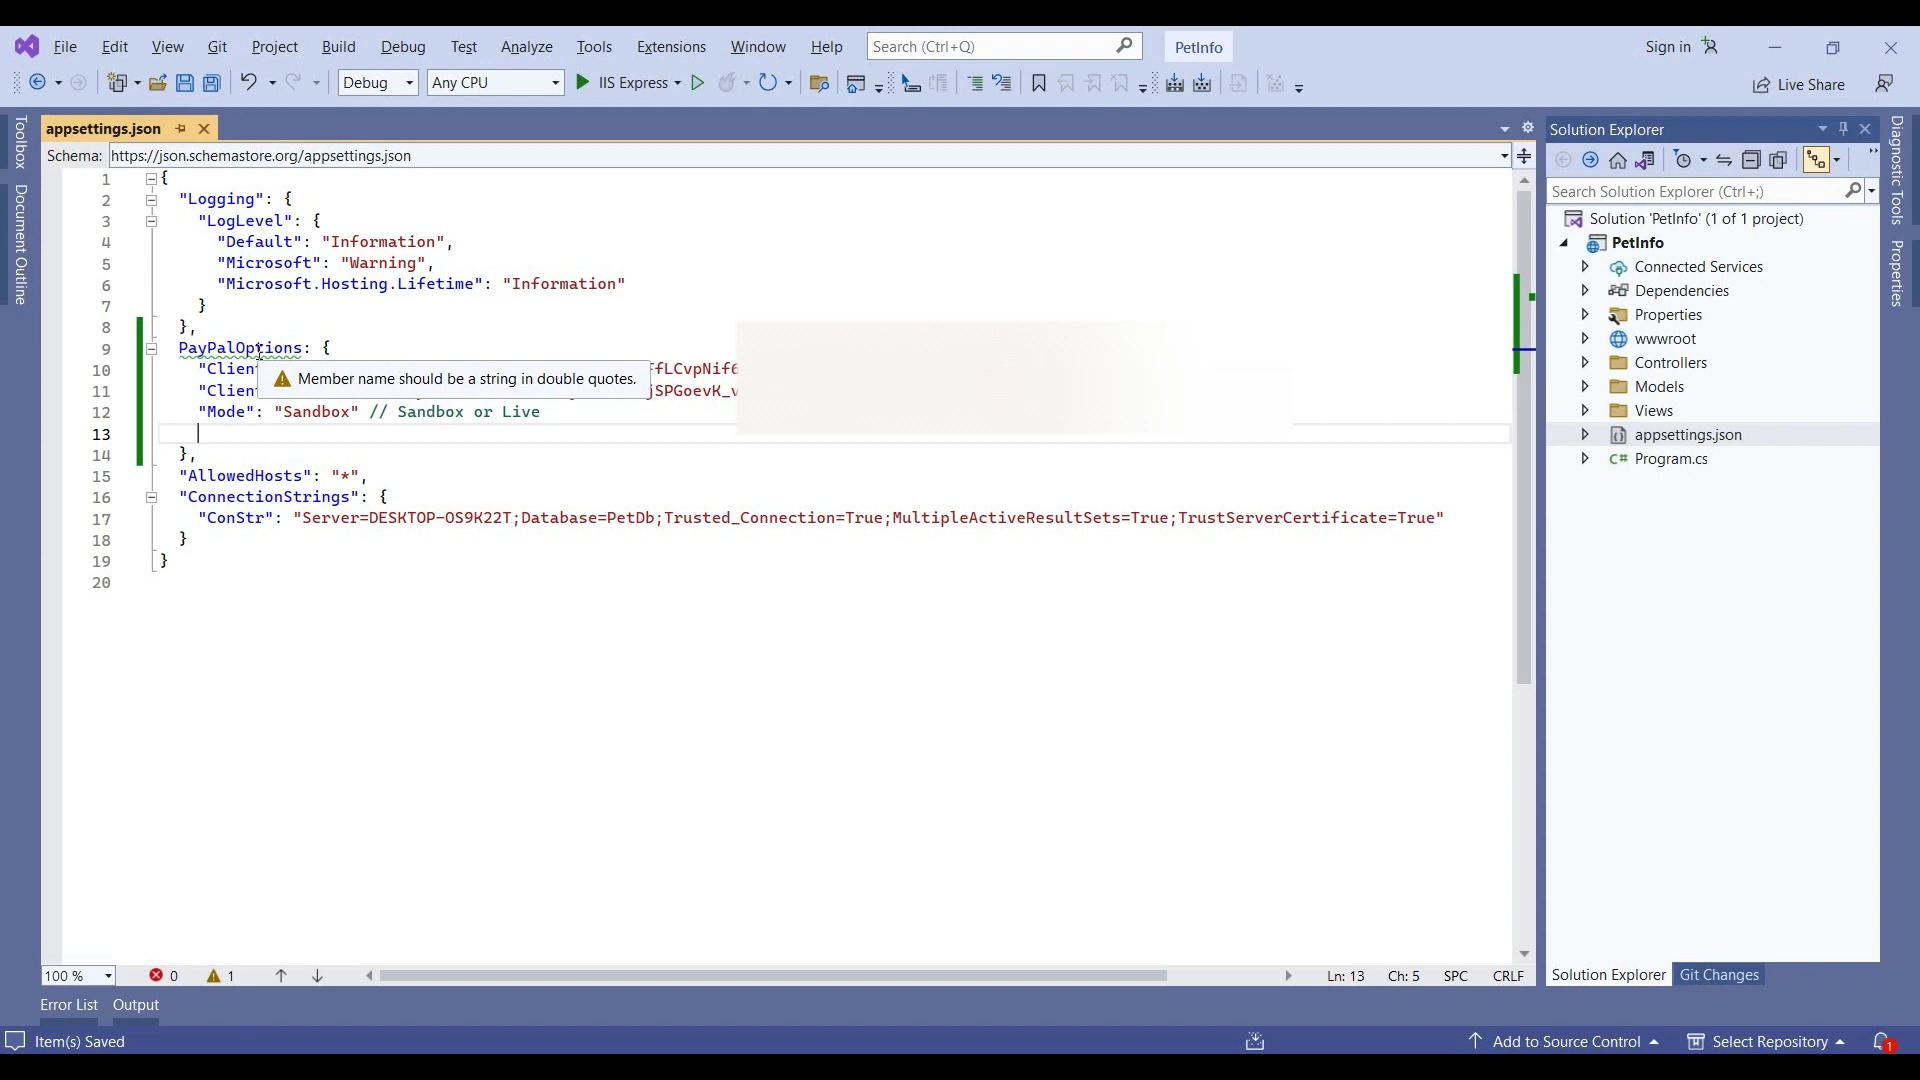 File Edit View Git Project Build Debug Test Analyze Tools Extensions Window Help Search (Ctrl+Q) PetInfo Sign in
Debug Any CPU IIS Express Live Share
Toolbox
Document Outline
appsettings.json
Schema: https://json.schemastore.org/appsettings.json
1 {
2 "Logging": {
3 "LogLevel": {
4 "Default": "Information",
5 "Microsoft": "Warning",
6 "Microsoft.Hosting.Lifetime": "Information"
7 }
8 },
9 PayPalOptions: {
10 "Clien fLCvpNif6
Member name should be a string in double quotes.
11 "Clien jSPGoevK_v
12 "Mode": "Sandbox" // Sandbox or Live
13
14 },
15 "AllowedHosts": "*",
16 "ConnectionStrings": {
17 "ConStr": "Server=DESKTOP-OS9K22T;Database=PetDb;Trusted_Connection=True;MultipleActiveResultSets=True;TrustServerCertificate=True"
18 }
19 }
20
100 % 0 1 Ln: 13 Ch: 5 SPC CRLF
Solution Explorer
Search Solution Explorer (Ctrl+;)
Solution 'PetInfo' (1 of 1 project)
PetInfo
Connected Services
Dependencies
Properties
wwwroot
Controllers
Models
Views
appsettings.json
C# Program.cs
Solution Explorer Git Changes
Diagnostic Tools
Properties
Error List Output
Item(s) Saved Add to Source Control Select Repository 1